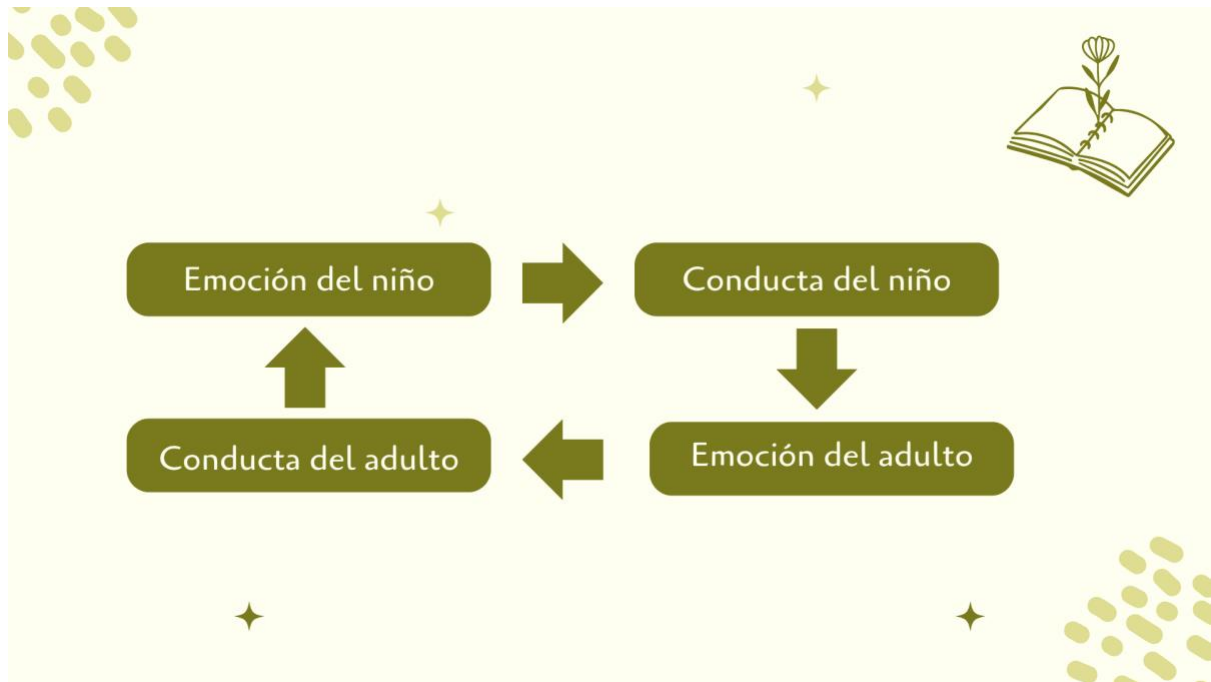 Emoción del niño
Conducta del niño
Conducta del adulto
Emoción del adulto